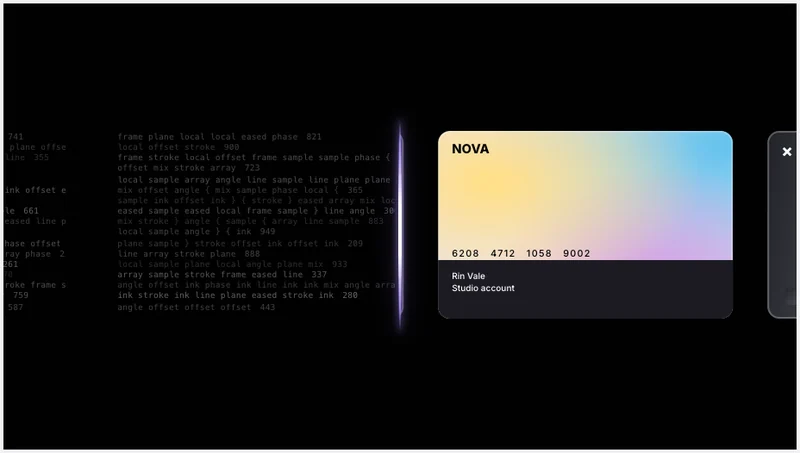 741
plane offse
line 355
ink offset e
le 661
eased line p
hase offset
ray phase 2
261
roke frame s
759
587
frame plane local local eased phase 821
local offset stroke 900
frame stroke local offset frame sample sample phase {
offset mix stroke array 723
local sample array angle line sample line plane plane
mix offset angle { mix sample phase local { 365
sample ink offset ink } { stroke } eased array mix loc
eased sample eased local frame sample } line angle 30
mix stroke } angle { sample { array line sample 883
local sample angle } { ink 949
plane sample } stroke offset ink offset ink 209
line array stroke plane 888
local sample plane local angle plane mix 933
array sample stroke frame eased line 337
angle offset ink phase ink line ink ink mix angle arra
ink stroke ink line plane eased stroke ink 280
angle offset offset offset 443
NOVA
6208 4712 1058 9002
Rin Vale
Studio account